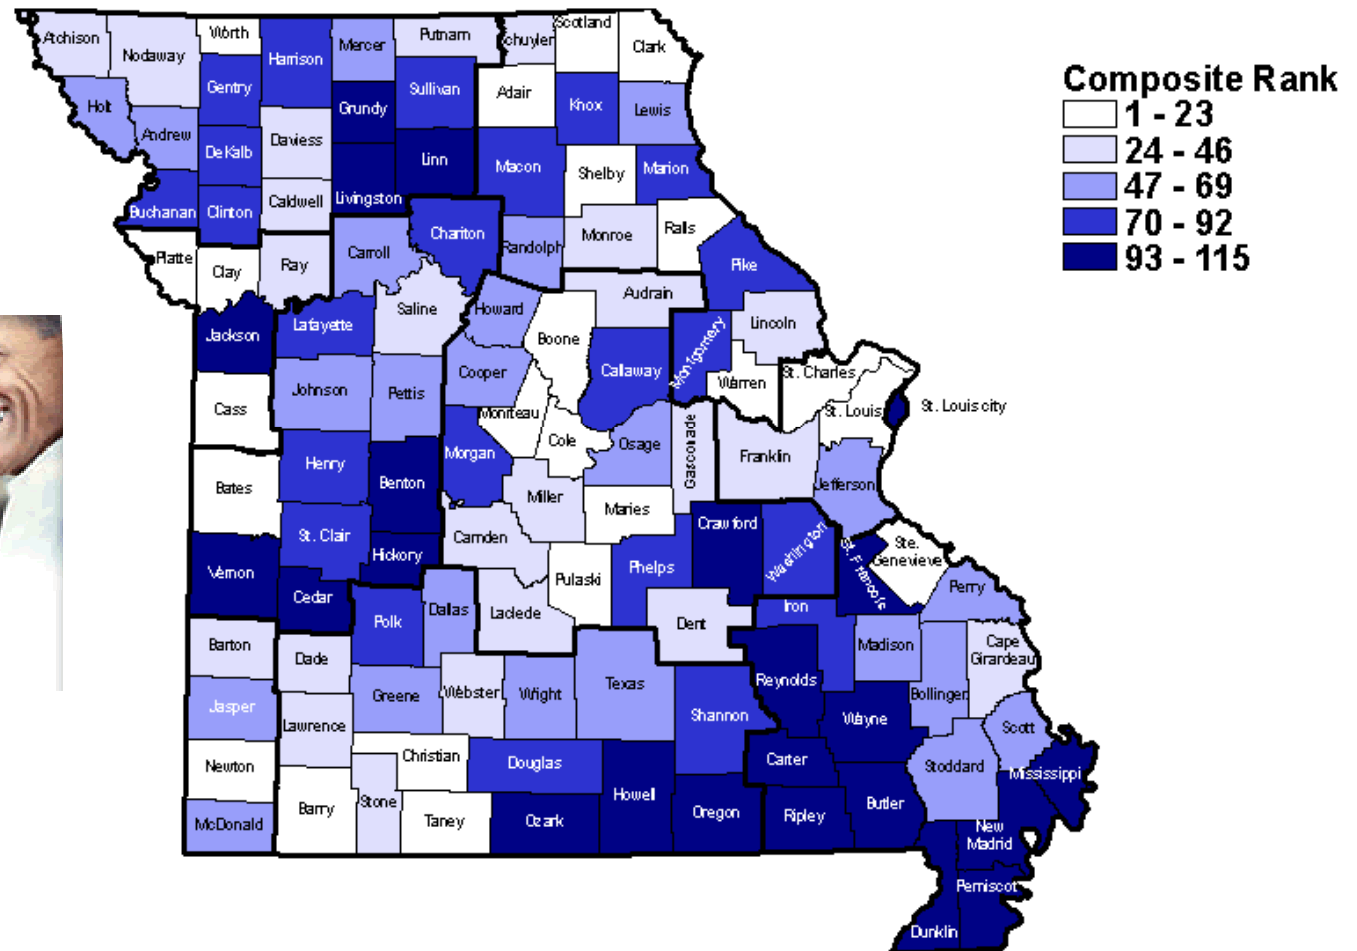 Atchison
Nodaway
Worth
Harrison
Mercer
Putnam
chuyler
Scotland
Clark
Composite Rank
1 - 23
24 - 46
47 - 69
70 - 92
93 - 115
Holt
Gentry
Grundy
Sullivan
Adair
Knox
Lewis
Andrew
DeKalb
Daviess
Linn
Macon
Shelby
Marion
Buchanan
Clinton
Caldwell
Livingston
Chariton
Randolph
Monroe
Ralls
Platte
Clay
Ray
Carroll
Pike
Audrain
Saline
Howard
Lincoln
Jackson
Lafayette
Boone
Montgomery
Callaway
Cooper
Johnson
Pettis
Warren
St. Charles
Cass
Moniteau
St. Louis
St. Louis city
Cole
Osage
Gasconade
Franklin
Henry
Morgan
Benton
Bates
Jefferson
Miller
Maries
Crawford
Washington
St. Clair
Camden
Hickory
St. Francois
Ste.
Genevieve
Vernon
Pulaski
Phelps
Perry
Cedar
Polk
Dallas
Laclede
Dent
Iron
Barton
Dade
Madison
Cape
Girardeau
Jasper
Lawrence
Greene
Webster
Wright
Texas
Reynolds
Shannon
Wayne
Bollinger
Scott
Newton
Christian
Douglas
Carter
Stoddard
Mississippi
McDonald
Barry
Stone
Taney
Ozark
Howell
Oregon
Ripley
Butler
New
Madrid
Pemiscot
Dunklin